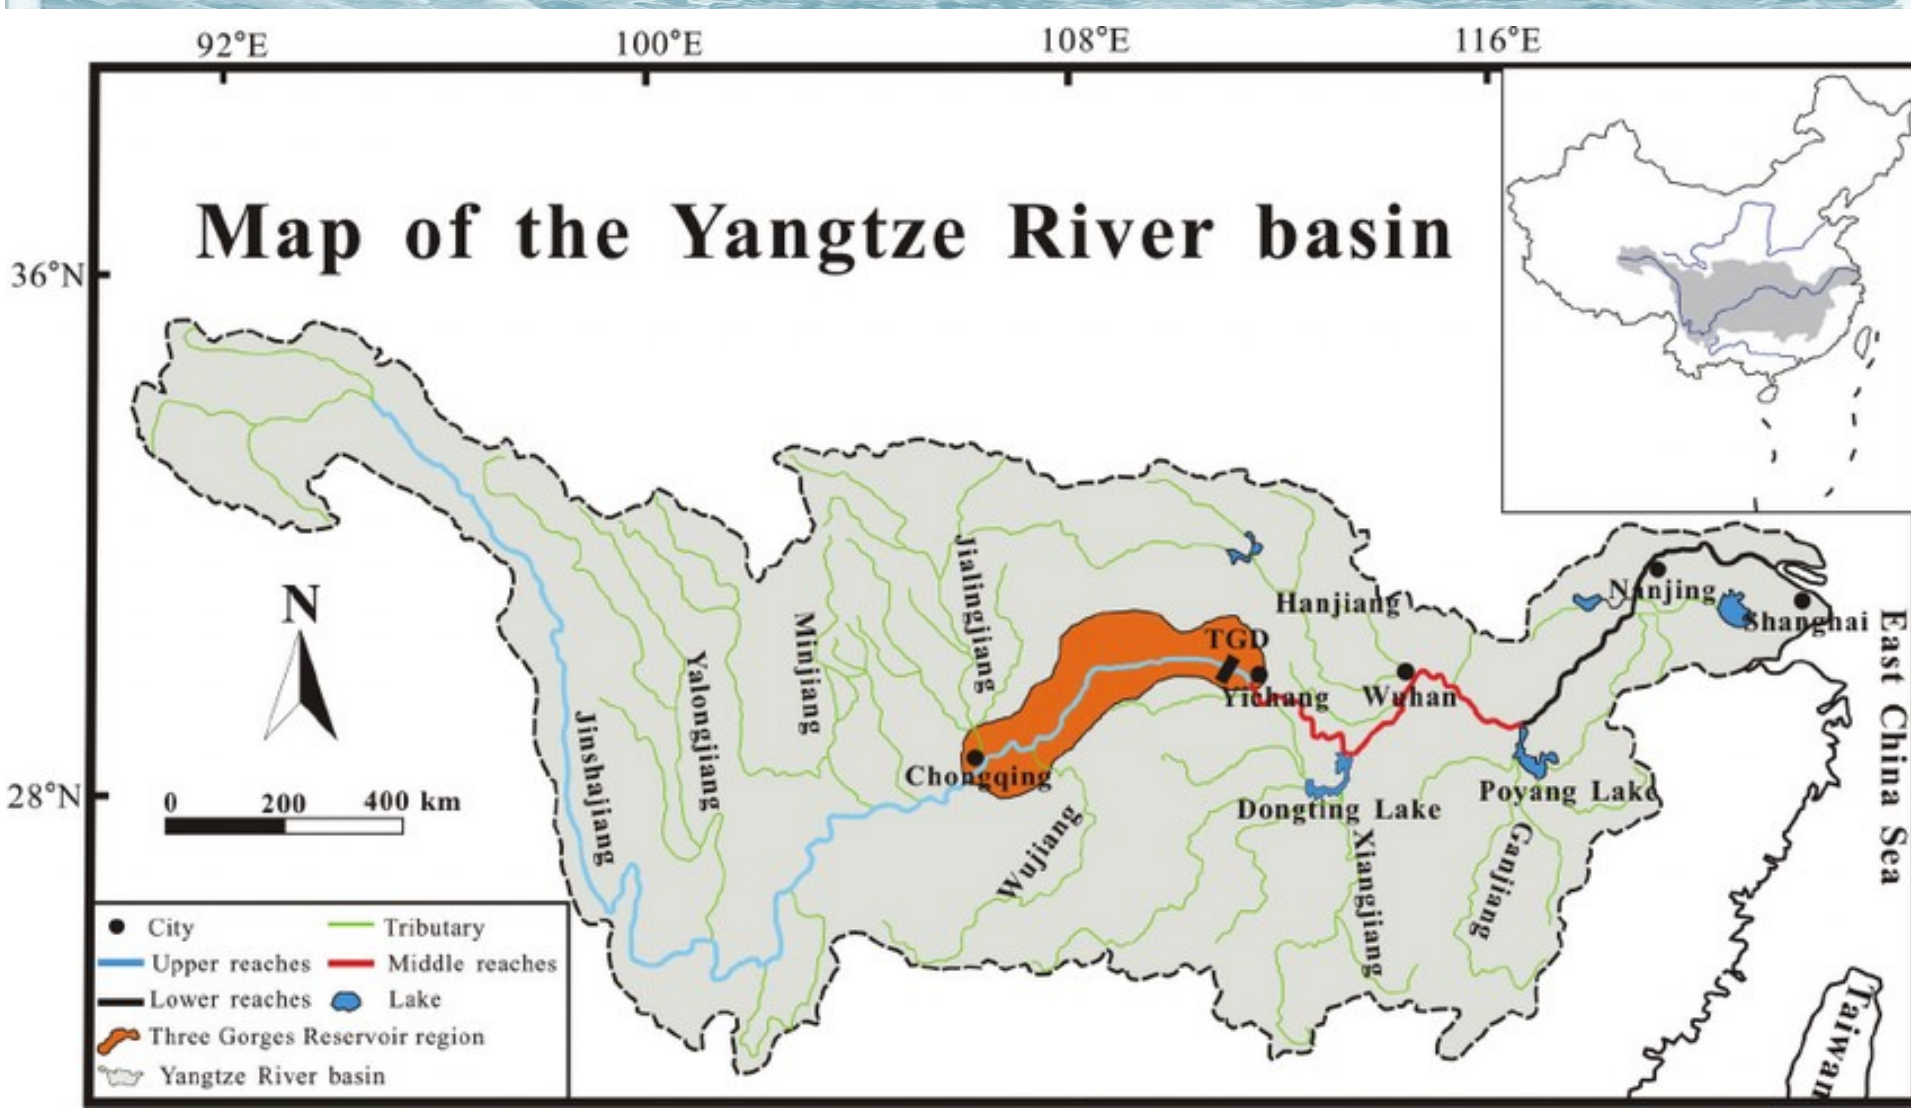 92°E 100°E 108°E 116°E
Map of the Yangtze River basin
36°N
28°N
N
0 200 400 km
Jinshajiang
Yalongjiang
Minjiang
Jialingjiang
Chongqing
Wujiang
TGD
Yichang
Hanjiang
Wuhan
Dongting Lake
Xiangjiang
Poyang Lake
Ganjiang
Nanjing
Shanghai
East China Sea
Taiwan
City
Tributary
Upper reaches
Middle reaches
Lower reaches
Lake
Three Gorges Reservoir region
Yangtze River basin